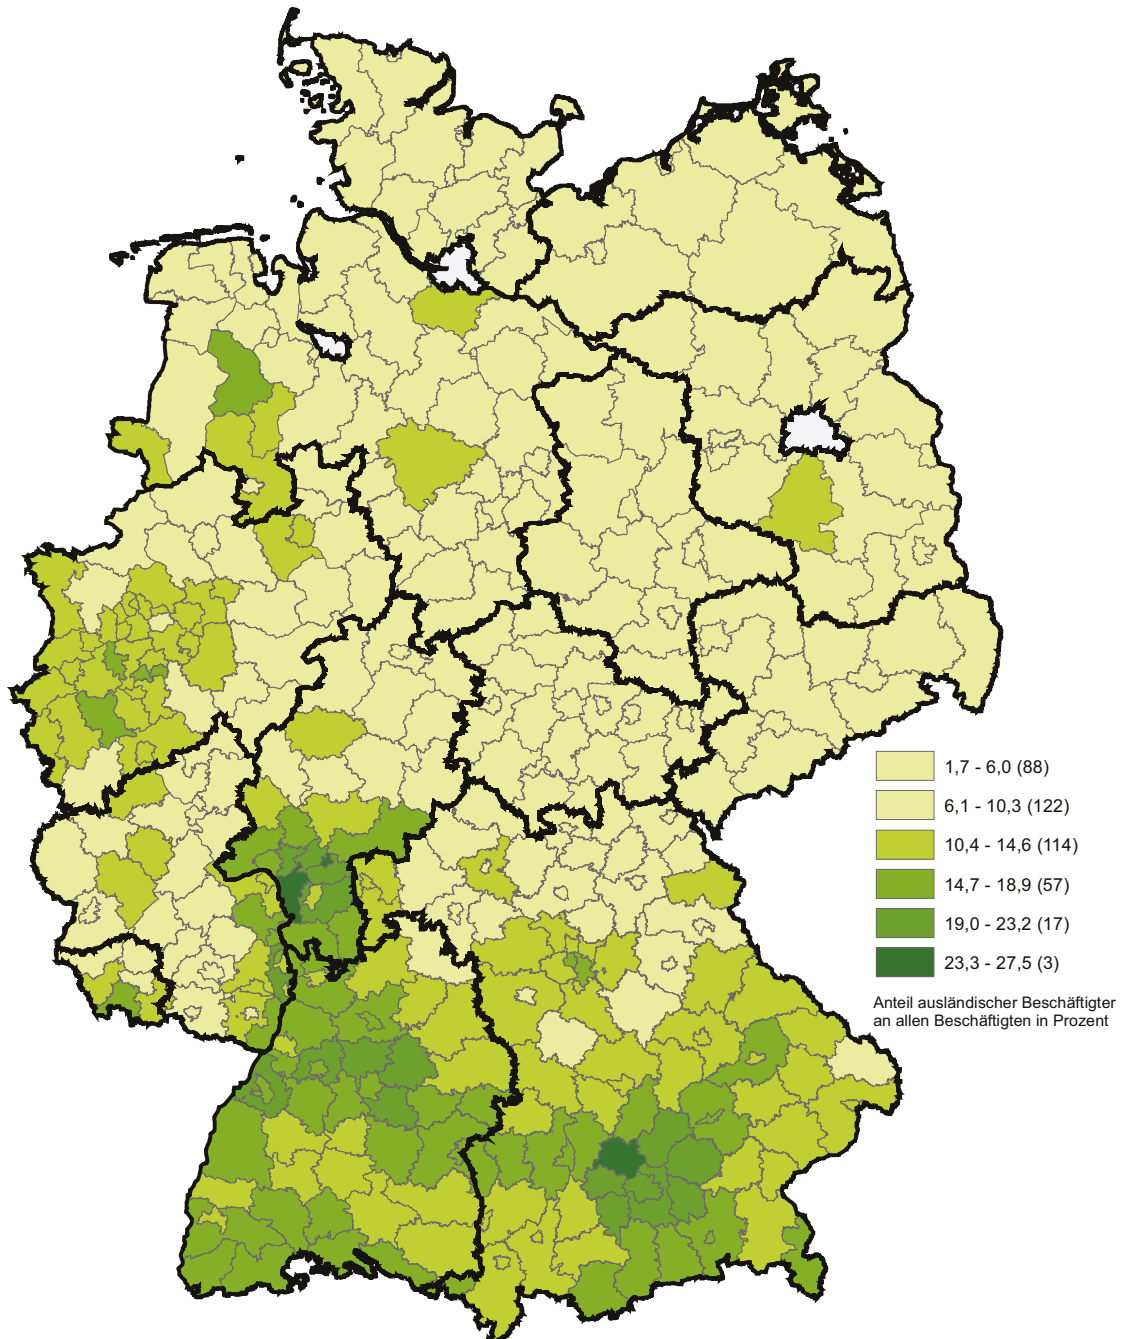 1,7 - 6,0 (88)
6,1 - 10,3 (122)
10,4 - 14,6 (114)
14,7 - 18,9 (57)
19,0 - 23,2 (17)
23,3 - 27,5 (3)
Anteil ausländischer Beschäftigter
an allen Beschäftigten in Prozent